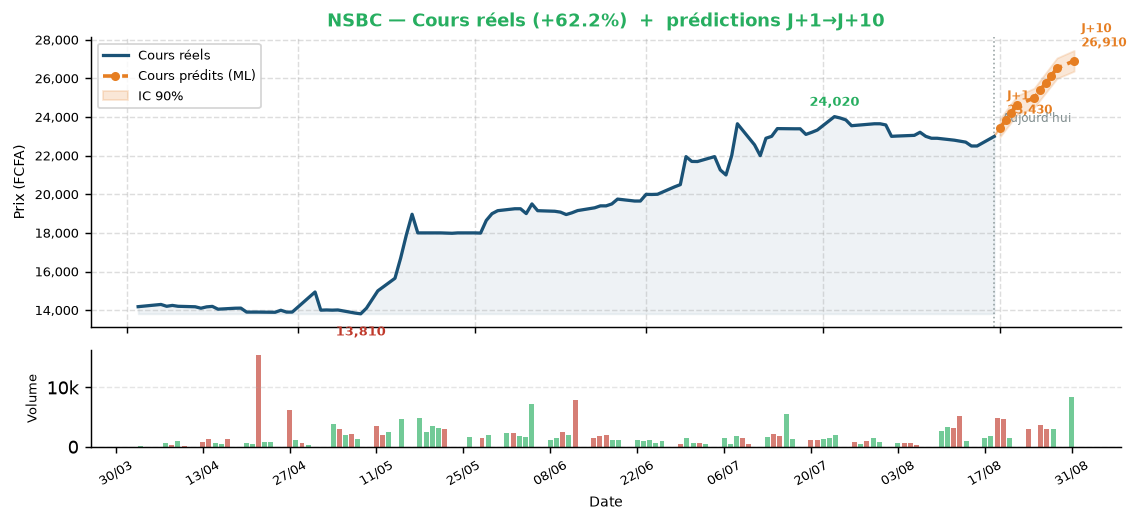 NSBC — Cours réels (+62.2%) + prédictions J+1→J+10
J+10
26,910
28,000
26,000
24,000
22,000
20,000
18,000
16,000
14,000
Prix (FCFA)
Cours réels
Cours prédits (ML)
IC 90%
24,020
J+1
23,430
Aujourd'hui
13,810
Volume
10k
0
30/03
13/04
27/04
11/05
25/05
08/06
22/06
06/07
20/07
03/08
17/08
31/08
Date